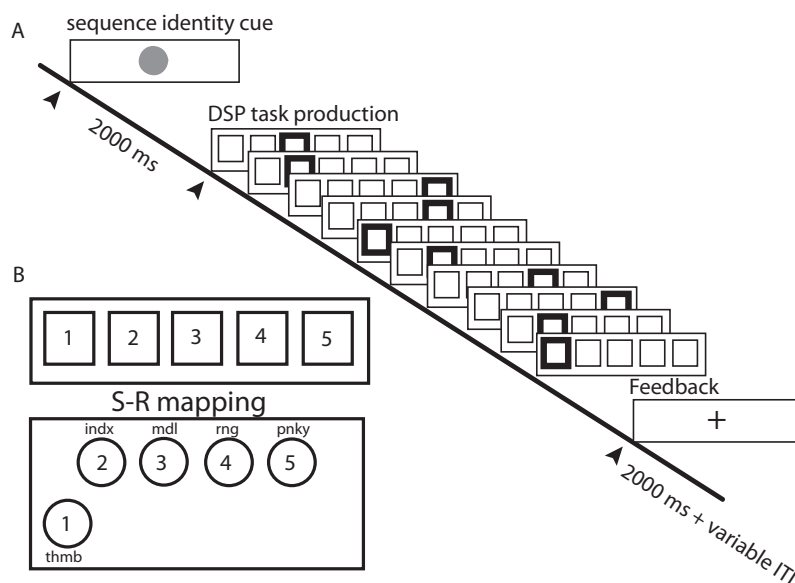 A
sequence identity cue
2000 ms
DSP task production
B
1 2 3 4 5
S-R mapping
indx mdl rng pnky
2 3 4 5
1
thmb
Feedback
+
2000 ms + variable ITI